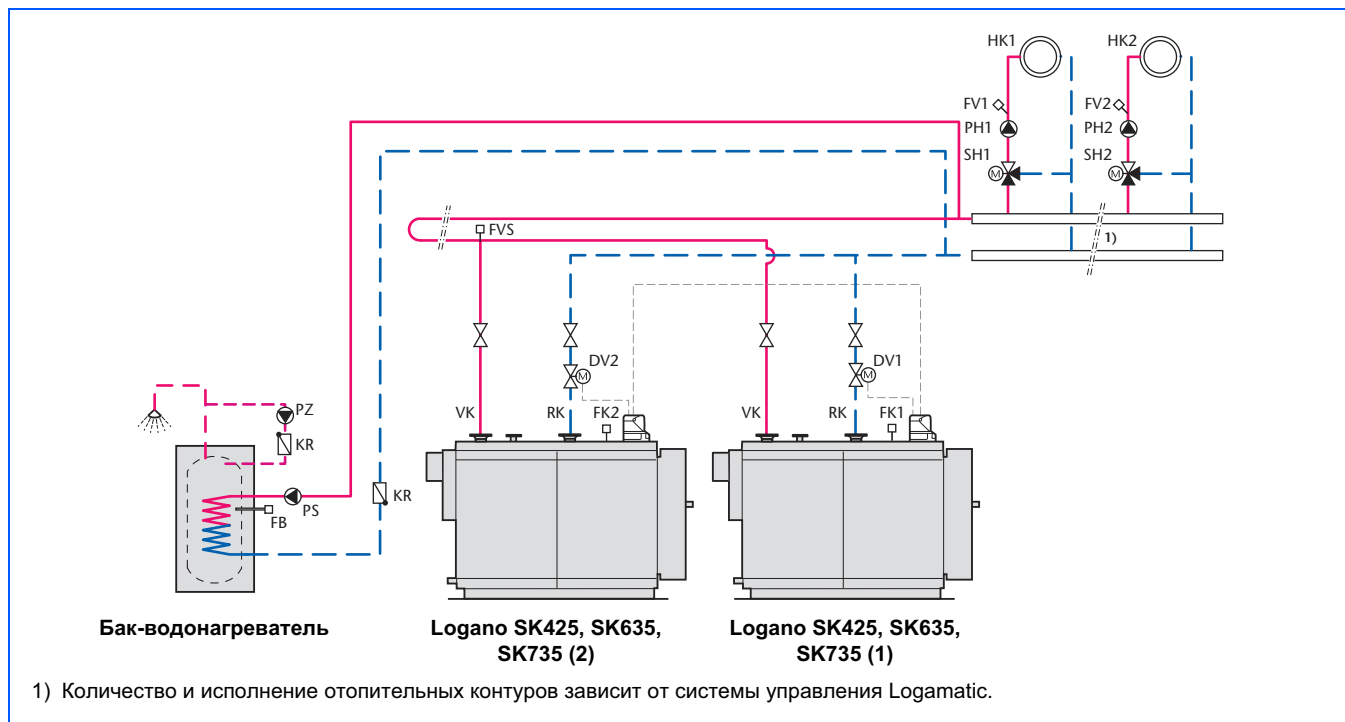 HK1
HK2
FV1
FV2
PH1
PH2
SH1
SH2
M
M
FVS
1)
DV2
DV1
M
M
VK
RK
FK2
VK
RK
FK1
PZ
KR
KR
PS
FB
Бак-водонагреватель
Logano SK425, SK635,
SK735 (2)
Logano SK425, SK635,
SK735 (1)
1) Количество и исполнение отопительных контуров зависит от системы управления Logamatic.